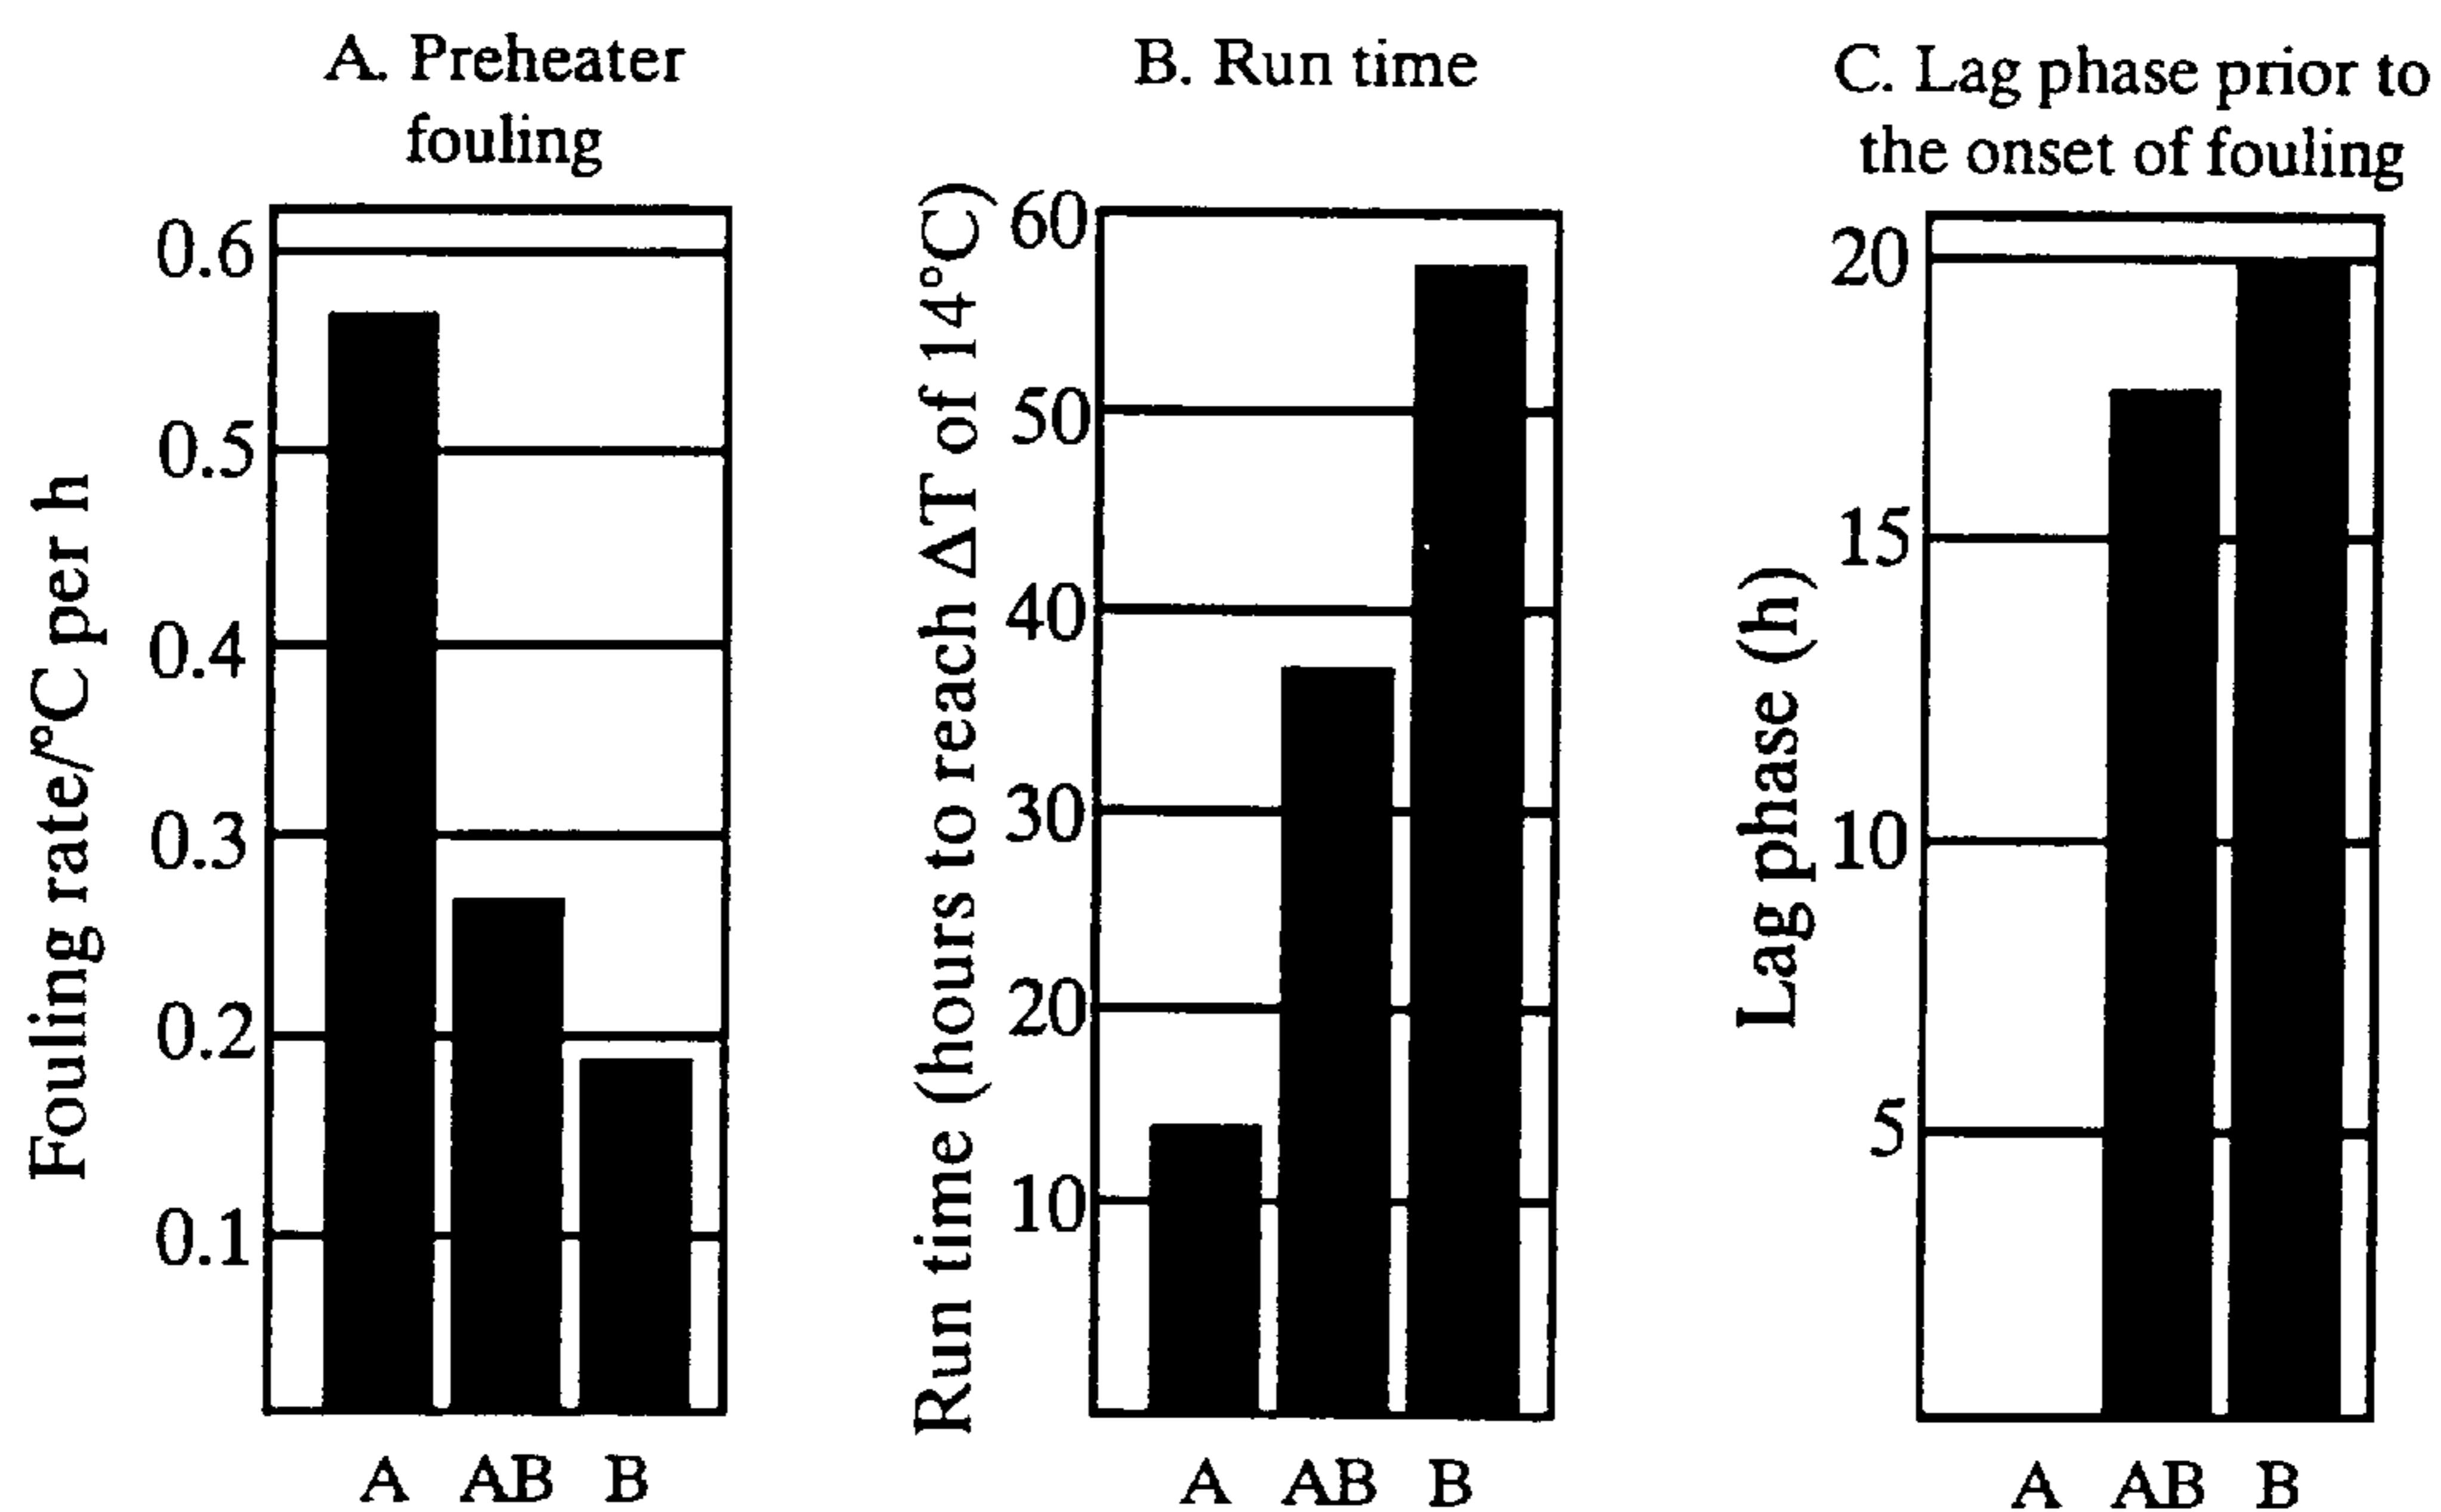 A. Preheater
fouling
Fouling rate/°C per h
0.6
0.5
0.4
0.3
0.2
0.1
A AB B
B. Run time
Run time (hours to reach ΔT of 14°C)
60
50
40
30
20
10
A AB B
C. Lag phase prior to
the onset of fouling
Lag phase (h)
20
15
10
5
A AB B